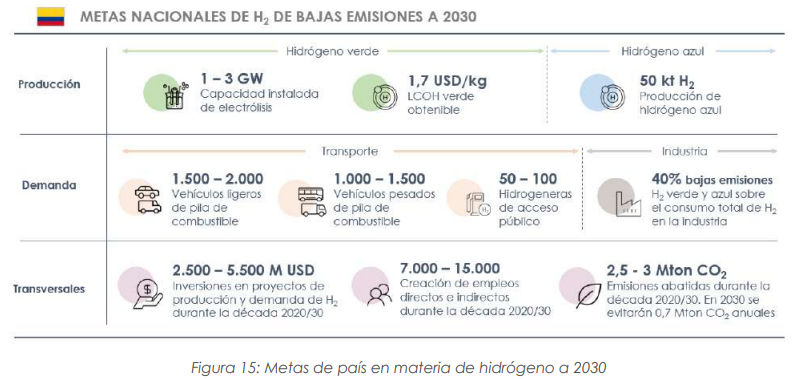 METAS NACIONALES DE H2 DE BAJAS EMISIONES A 2030
Hidrógeno verde
Hidrógeno azul
Producción
1 – 3 GW
Capacidad instalada
de electrólisis
1,7 USD/kg
LCOH verde
obtenible
50 kt H2
Producción de
hidrógeno azul
Transporte
Industria
Demanda
1.500 – 2.000
Vehículos ligeros
de pila de
combustible
1.000 – 1.500
Vehículos pesados
de pila de
combustible
50 – 100
Hidrogeneras
de acceso
público
40% bajas emisiones
H2 verde y azul sobre
el consumo total de H2
en la industria
Transversales
2.500 – 5.500 M USD
Inversiones en proyectos de
producción y demanda de H2
durante la década 2020/30
7.000 – 15.000
Creación de empleos
directos e indirectos
durante la década 2020/30
2,5 - 3 Mton CO2
Emisiones abatidas durante la
década 2020/30. En 2030 se
evitarán 0,7 Mton CO2 anuales
Figura 15: Metas de país en materia de hidrógeno a 2030